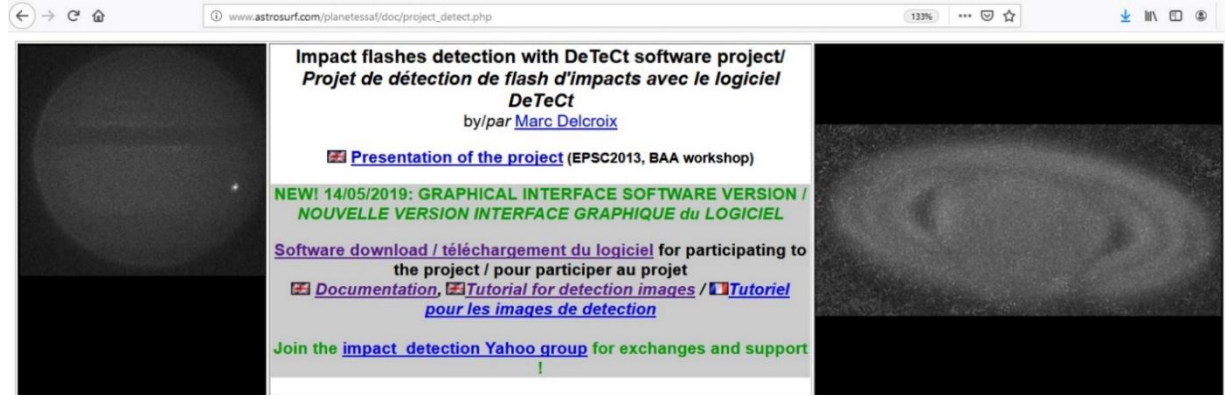 www.astrosurf.com/planetessaf/doc/project_detect.php
133%
Impact flashes detection with DeTeCt software project/
Projet de détection de flash d'impacts avec le logiciel
DeTeCt
by/par Marc Delcroix
Presentation of the project (EPSC2013, BAA workshop)
NEW! 14/05/2019: GRAPHICAL INTERFACE SOFTWARE VERSION /
NOUVELLE VERSION INTERFACE GRAPHIQUE du LOGICIEL
Software download / téléchargement du logiciel for participating to
the project / pour participer au projet
Documentation, Tutorial for detection images / Tutoriel
pour les images de detection
Join the impact detection Yahoo group for exchanges and support
!